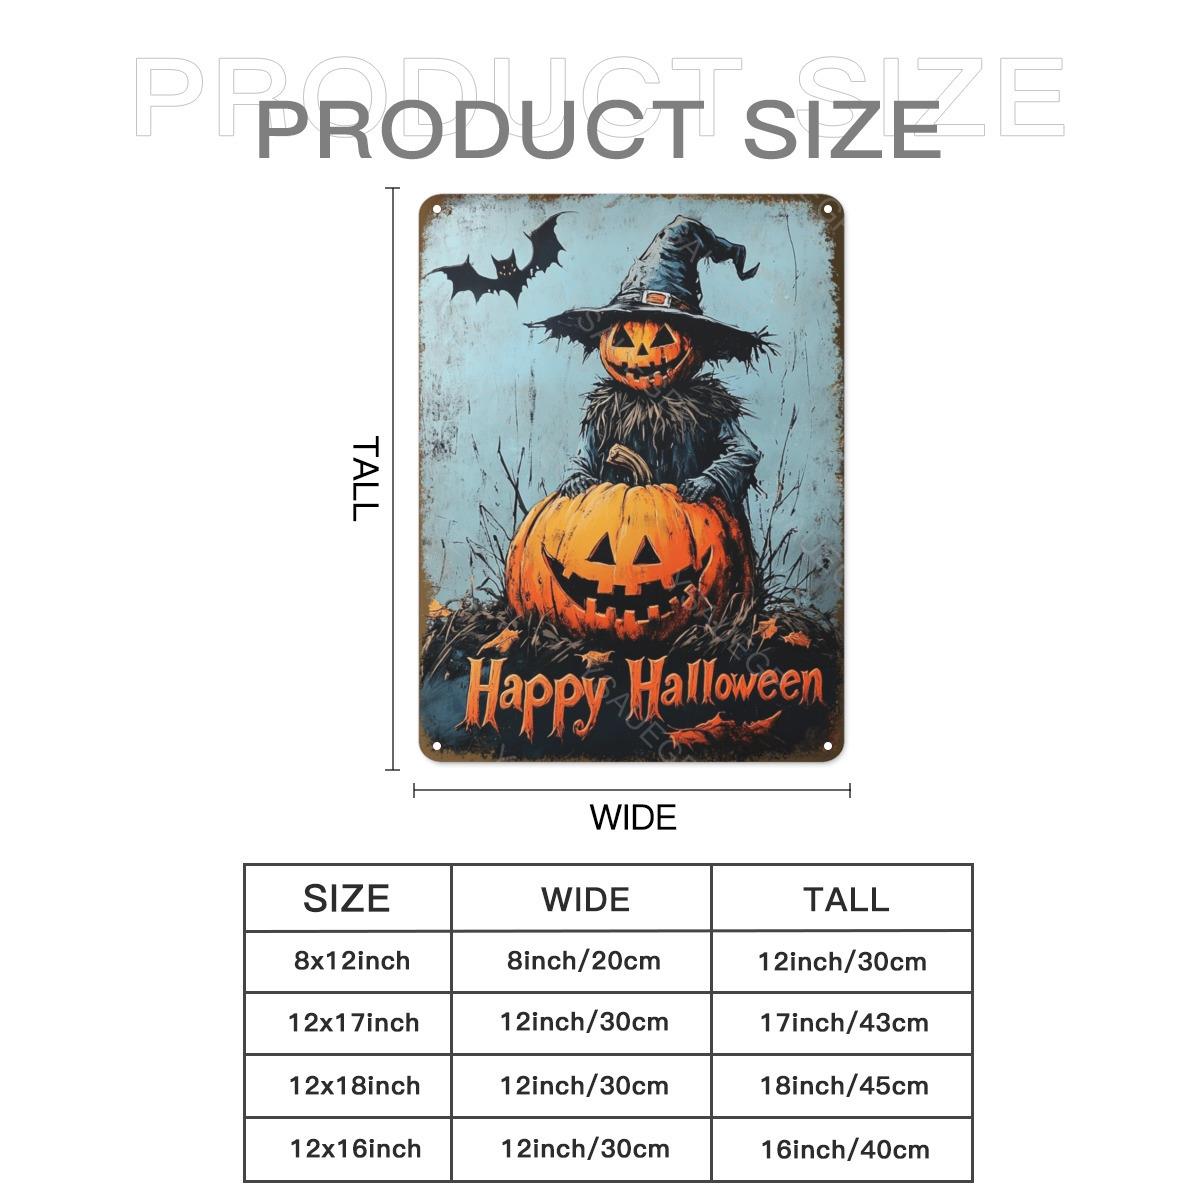 PRODUCT SIZE
PRODUCT SIZE
TALL
Happy Halloween
WIDE
SIZE WIDE TALL
8x12inch 8inch/20cm 12inch/30cm
12x17inch 12inch/30cm 17inch/43cm
12x18inch 12inch/30cm 18inch/45cm
12x16inch 12inch/30cm 16inch/40cm